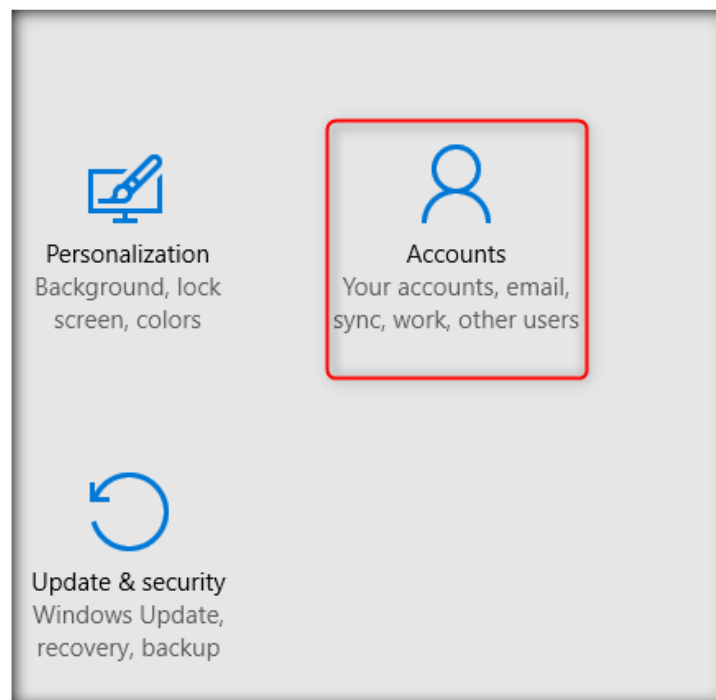 Personalization
Background, lock
screen, colors
Accounts
Your accounts, email,
sync, work, other users
Update & security
Windows Update,
recovery, backup